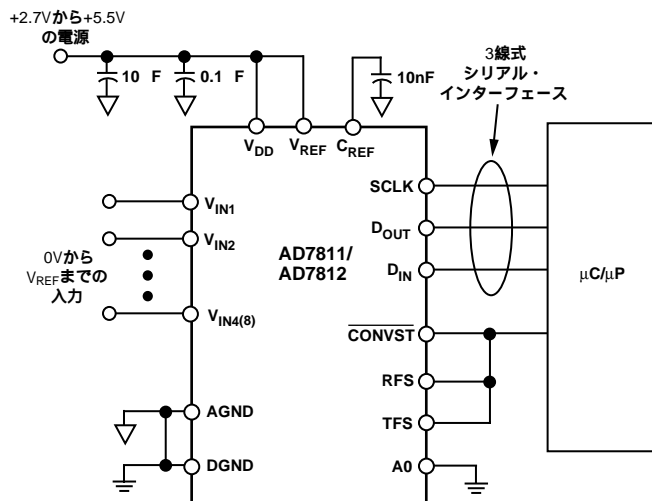 +2.7Vから+5.5V
の電源
10 F
0.1 F
10nF
3線式
シリアル・
インターフェース
VDD
VREF
CREF
SCLK
VIN1
VIN2
DOUT
AD7811/
AD7812
DIN
μC/μP
0Vから
VREFまでの
入力
VIN4(8)
CONVST
RFS
AGND
TFS
DGND
A0